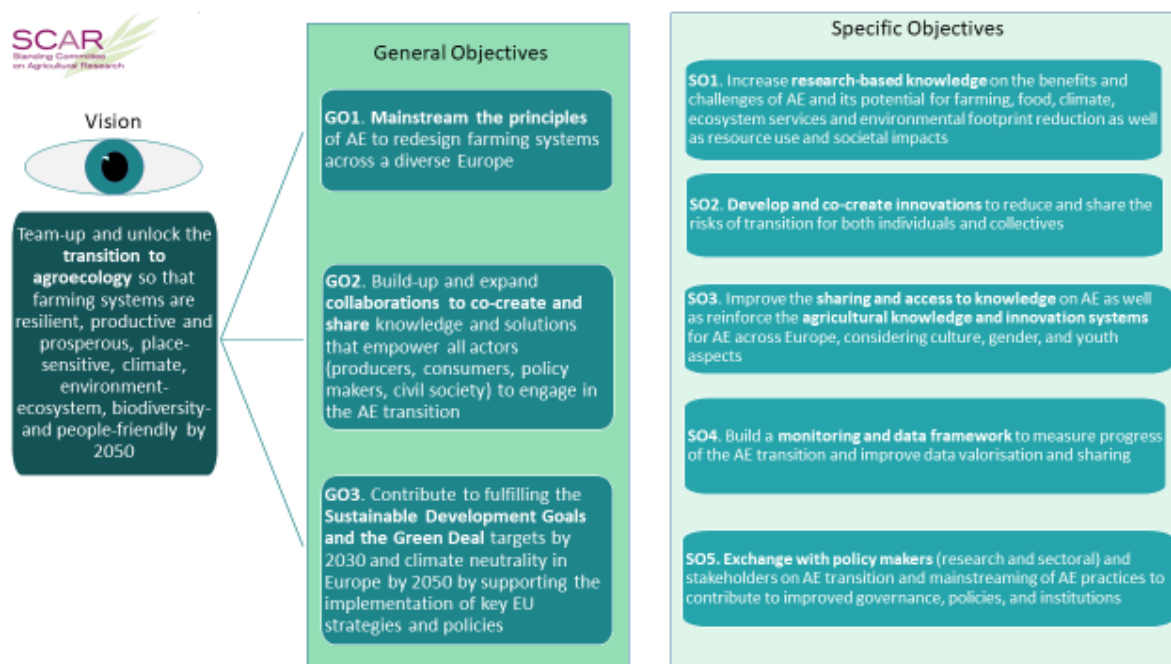 SCAR
Standing Committee
on Agricultural Research
Vision
Team-up and unlock the
transition to
agroecology so that
farming systems are
resilient, productive and
prosperous, place-
sensitive, climate,
environment-
ecosystem, biodiversity-
and people-friendly by
2050
General Objectives
GO1. Mainstream the principles
of AE to redesign farming systems
across a diverse Europe
GO2. Build-up and expand
collaborations to co-create and
share knowledge and solutions
that empower all actors
(producers, consumers, policy
makers, civil society) to engage in
the AE transition
GO3. Contribute to fulfilling the
Sustainable Development Goals
and the Green Deal targets by
2030 and climate neutrality in
Europe by 2050 by supporting the
implementation of key EU
strategies and policies
Specific Objectives
SO1. Increase research-based knowledge on the benefits and
challenges of AE and its potential for farming, food, climate,
ecosystem services and environmental footprint reduction as well
as resource use and societal impacts
SO2. Develop and co-create innovations to reduce and share the
risks of transition for both individuals and collectives
SO3. Improve the sharing and access to knowledge on AE as well
as reinforce the agricultural knowledge and innovation systems
for AE across Europe, considering culture, gender, and youth
aspects
SO4. Build a monitoring and data framework to measure progress
of the AE transition and improve data valorisation and sharing
SO5. Exchange with policy makers (research and sectoral) and
stakeholders on AE transition and mainstreaming of AE practices to
contribute to improved governance, policies, and institutions